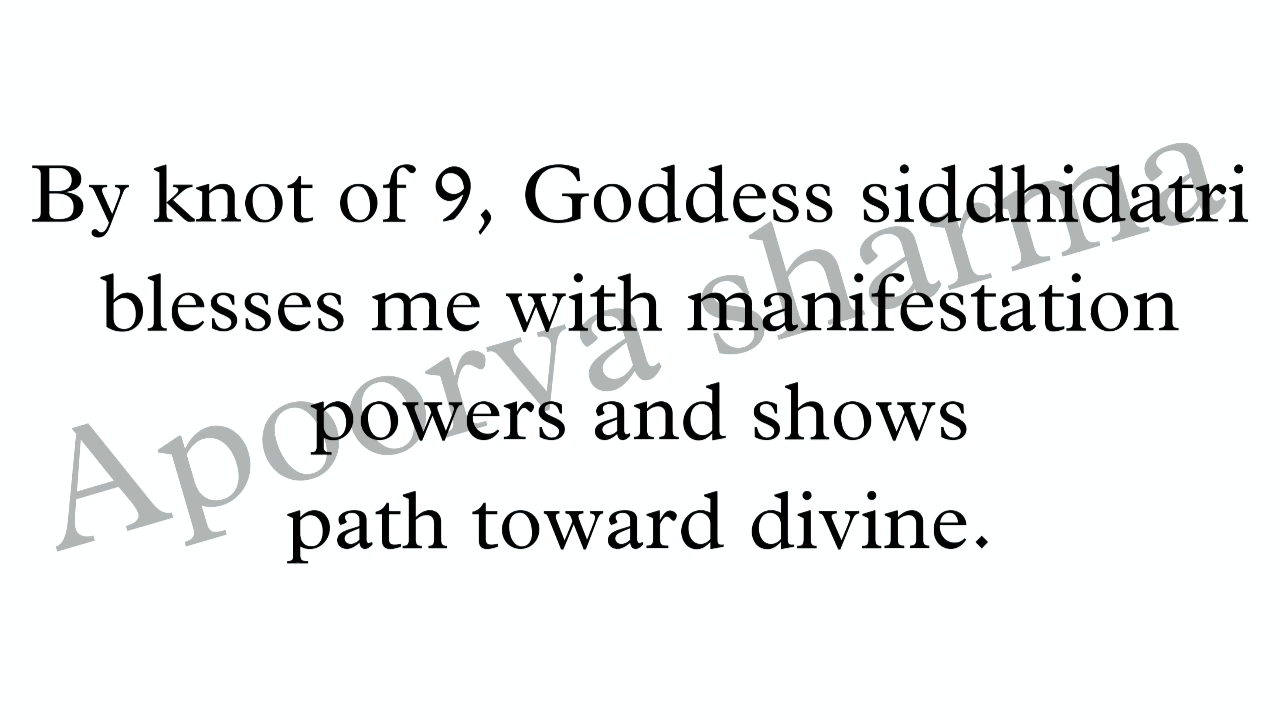 By knot of 9, Goddess siddhidatri
blesses me with manifestation
powers and shows
path toward divine.
Apoorva sharma